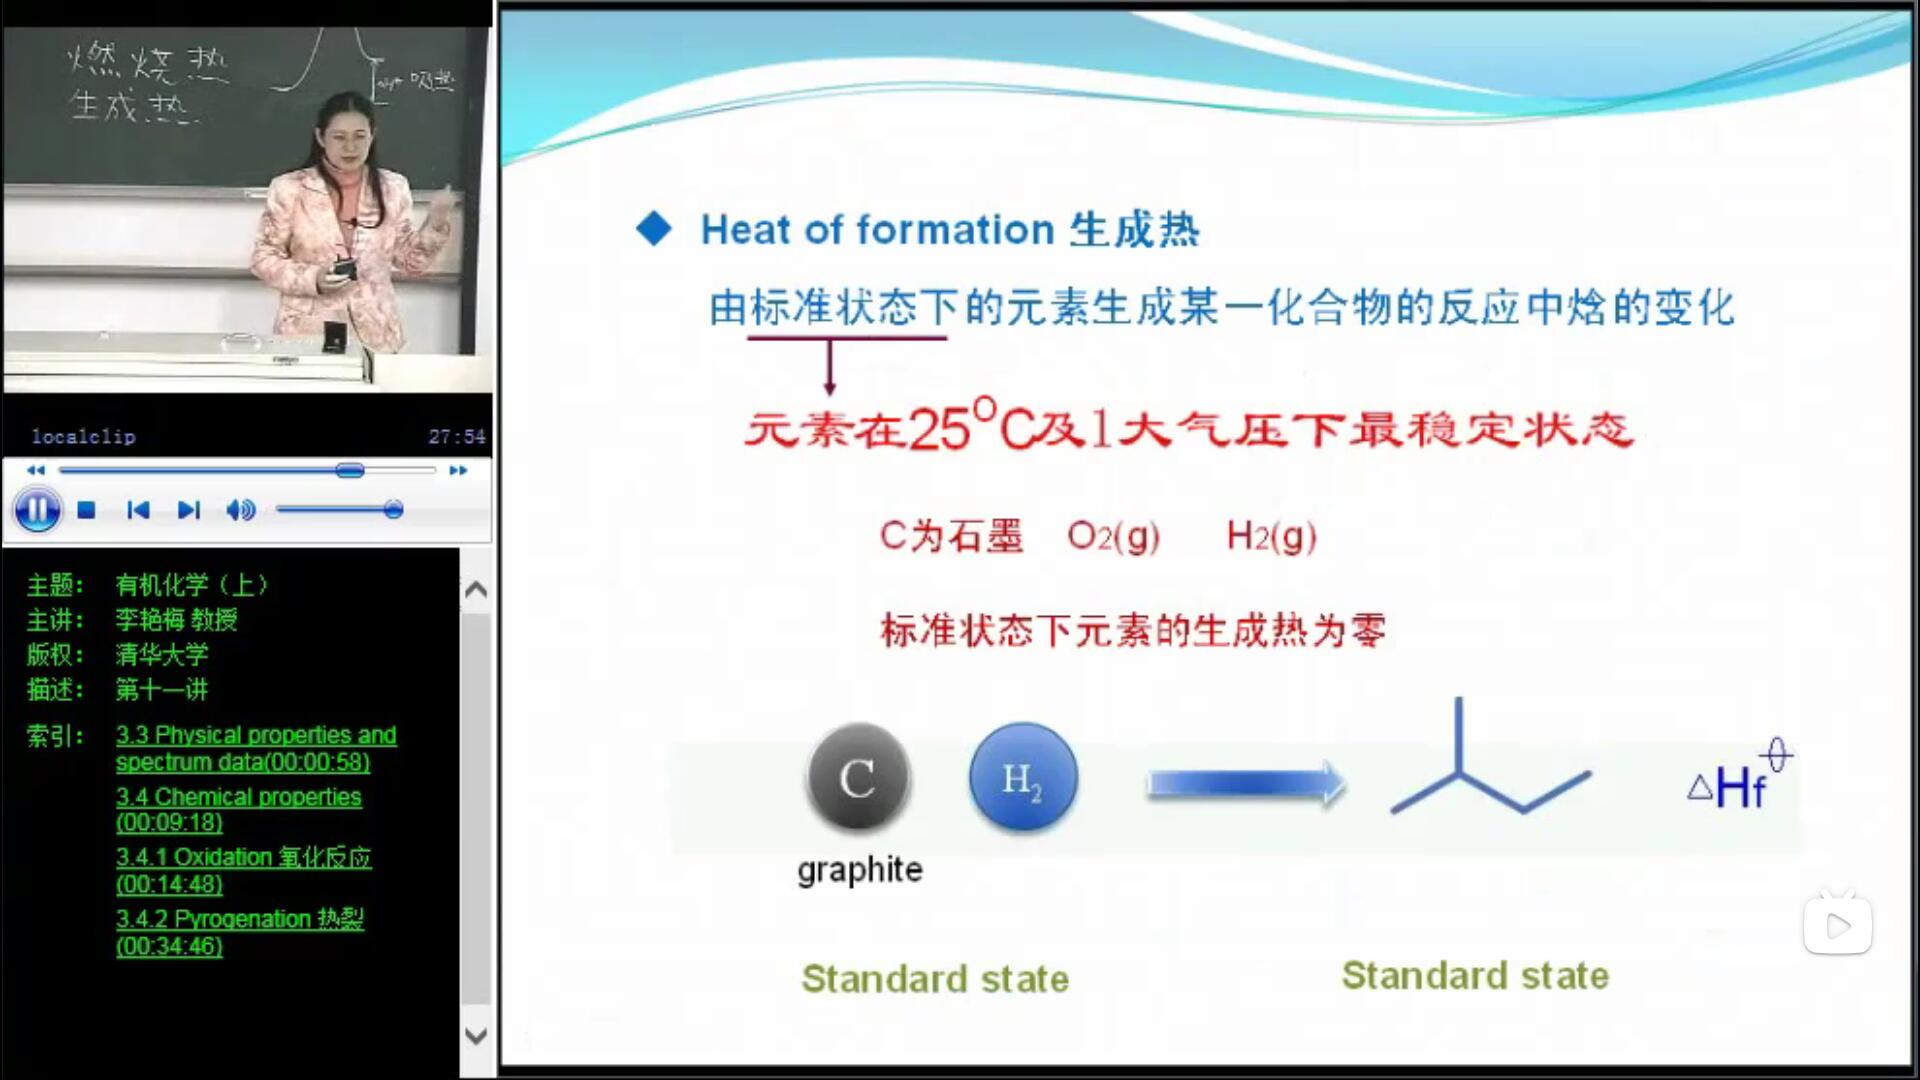 燃烧热
生成热
吸热
localclip 27:54
主题: 有机化学（上）
主讲: 李艳梅 教授
版权: 清华大学
描述: 第十一讲
索引: 3.3 Physical properties and
spectrum data(00:00:58)
3.4 Chemical properties
(00:09:18)
3.4.1 Oxidation 氧化反应
(00:14:48)
3.4.2 Pyrogenation 热裂
(00:34:46)
Heat of formation 生成热
由标准状态下的元素生成某一化合物的反应中焓的变化
元素在25°C及1大气压下最稳定状态
C为石墨 O2(g) H2(g)
标准状态下元素的生成热为零
C H2 △Hf⦵
graphite
Standard state Standard state